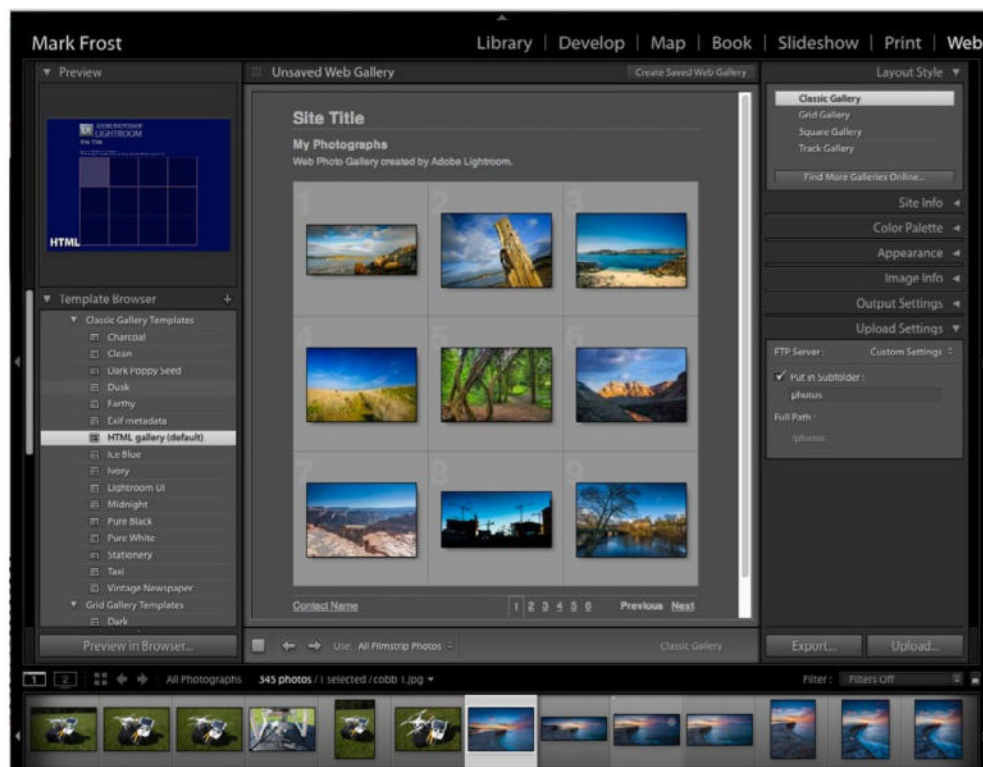 Mark Frost
Library | Develop | Map | Book | Slideshow | Print | Web
Preview
ADOBE PHOTOSHOP
LIGHTROOM
Site Title
HTML
Template Browser +
Classic Gallery Templates
Charcoal
Clean
Dark Poppy Seed
Dusk
Earthy
Exif metadata
HTML gallery (default)
Ice Blue
Ivory
Lightroom UI
Midnight
Pure Black
Pure White
Stationery
Taxi
Vintage Newspaper
Grid Gallery Templates
Dark
Preview in Browser...
Unsaved Web Gallery
Create Saved Web Gallery
Site Title
My Photographs
Web Photo Gallery created by Adobe Lightroom.
1 2 3
4 5 6
7 8 9
Contact Name
1 2 3 4 5 6 Previous Next
Use: All Filmstrip Photos
Classic Gallery
Layout Style
Classic Gallery
Grid Gallery
Square Gallery
Track Gallery
Find More Galleries Online...
Site Info
Color Palette
Appearance
Image Info
Output Settings
Upload Settings
FTP Server: Custom Settings
Put in Subfolder:
photos
Full Path:
/photos
Export... Upload...
1 2 All Photographs 345 photos / 1 selected / cobb 1.jpg
Filter: Filters Off